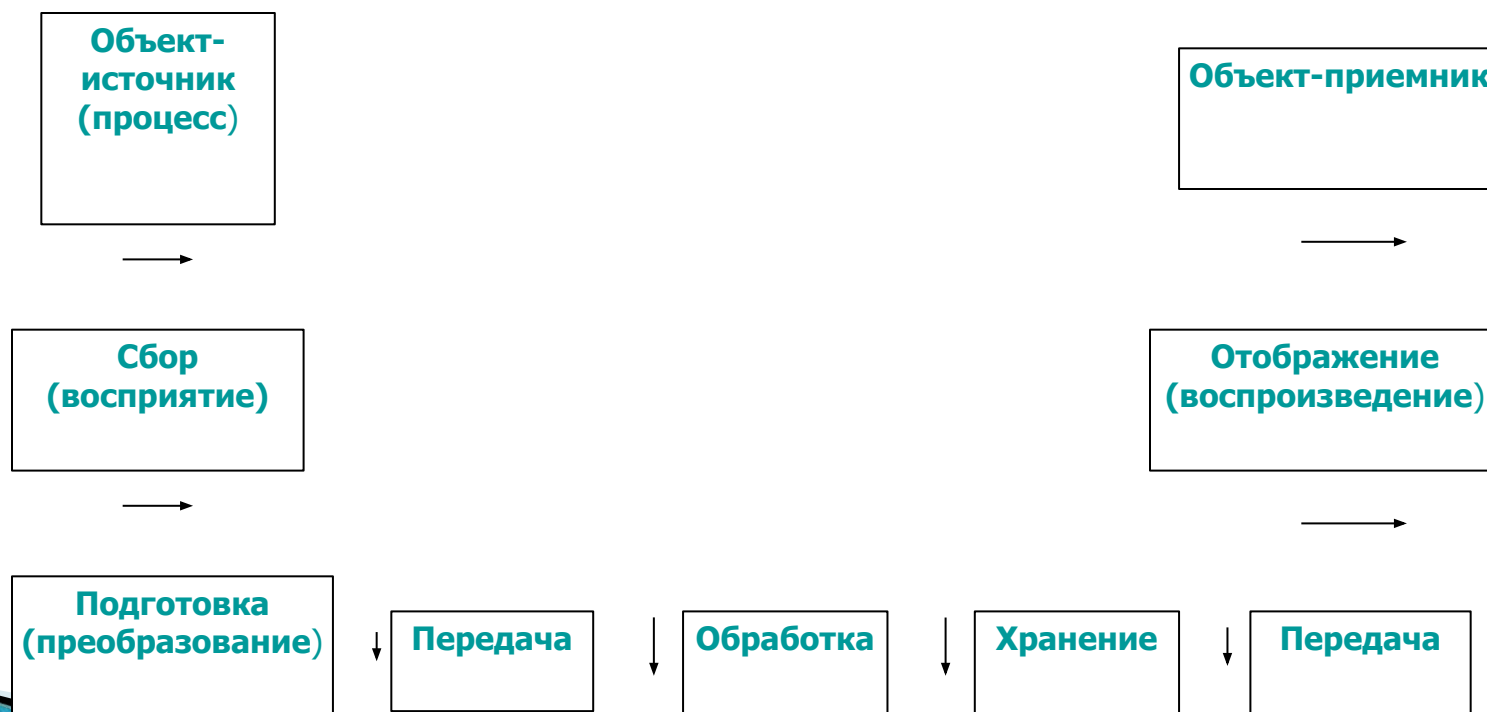 Объект-
источник
(процесс)
Объект-приемник
Сбор
(восприятие)
Отображение
(воспроизведение)
Подготовка
(преобразование)
Передача
Обработка
Хранение
Передача